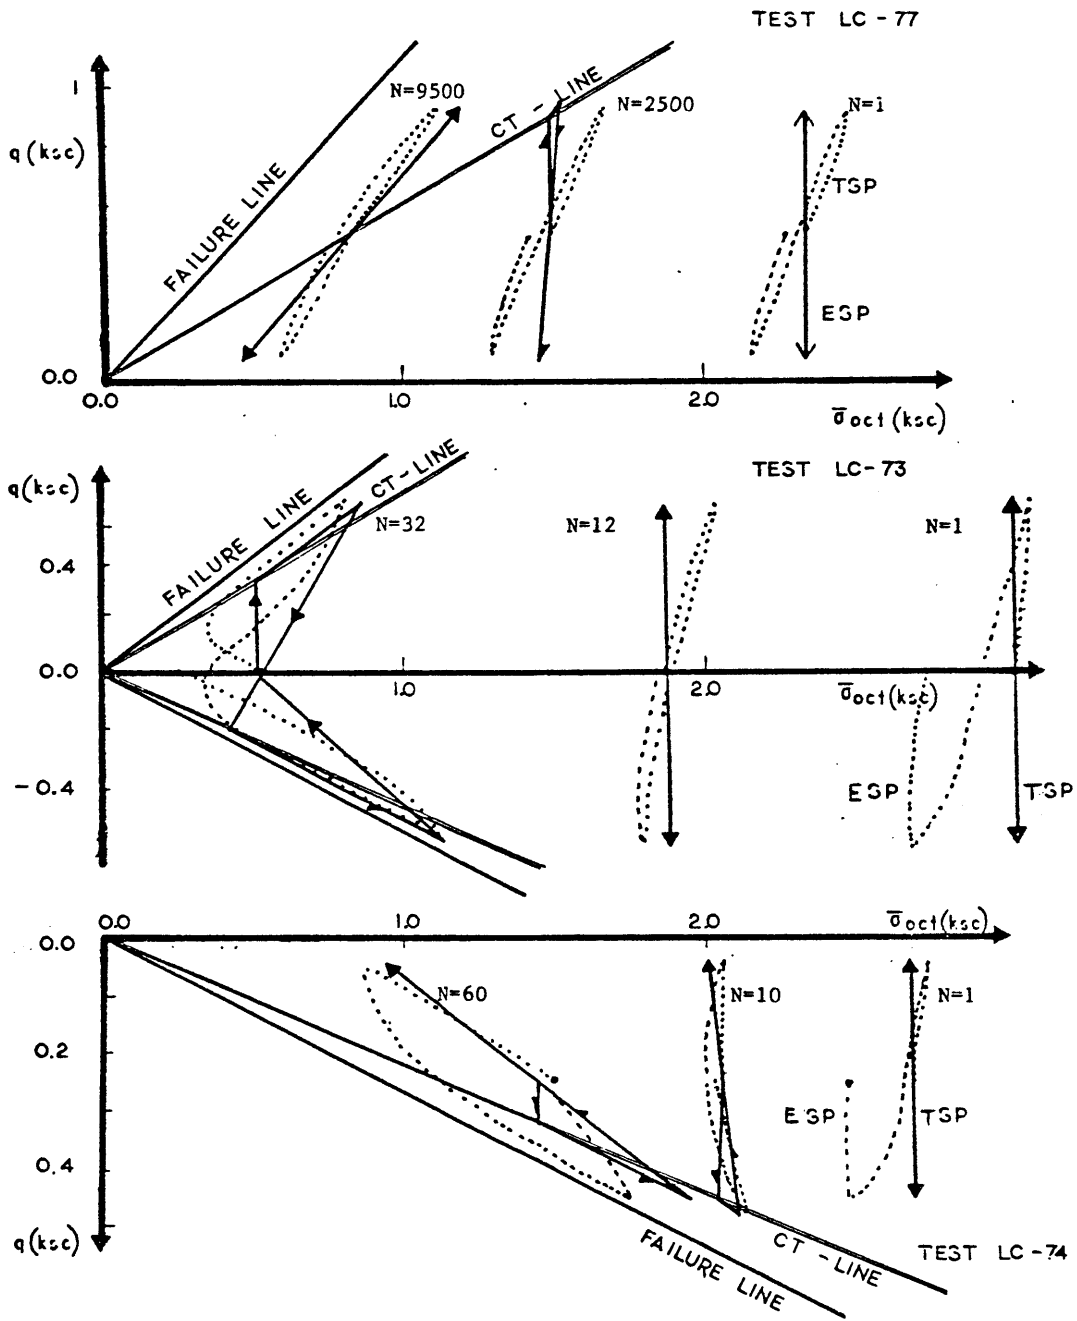 TEST LC-77
1
q (ksc)
N=9500
CT - LINE
N=2500
N=1
FAILURE LINE
TSP
ESP
0.0
0.0
1.0
2.0
σ̅oct (ksc)
q (ksc)
FAILURE LINE
CT - LINE
TEST LC-73
N=32
N=12
N=1
0.4
0.0
1.0
2.0
σ̅oct (ksc)
-0.4
ESP
TSP
0.0
1.0
2.0
σ̅oct (ksc)
0.0
N=60
N=10
N=1
0.2
ESP
TSP
0.4
q (ksc)
FAILURE LINE
CT - LINE
TEST LC-74